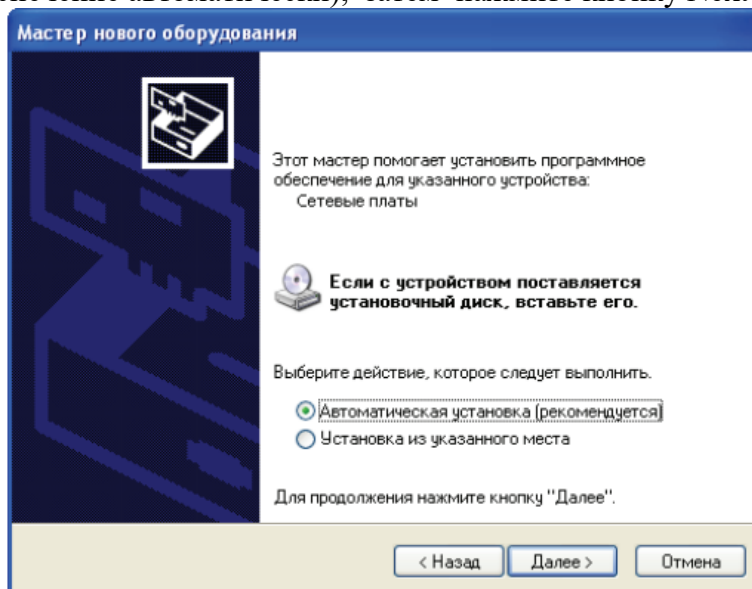 Мастер нового оборудования
Этот мастер помогает установить программное
обеспечение для указанного устройства:
Сетевые платы
Если с устройством поставляется
установочный диск, вставьте его.
Выберите действие, которое следует выполнить.
Автоматическая установка (рекомендуется)
Установка из указанного места
Для продолжения нажмите кнопку "Далее".
< Назад Далее > Отмена